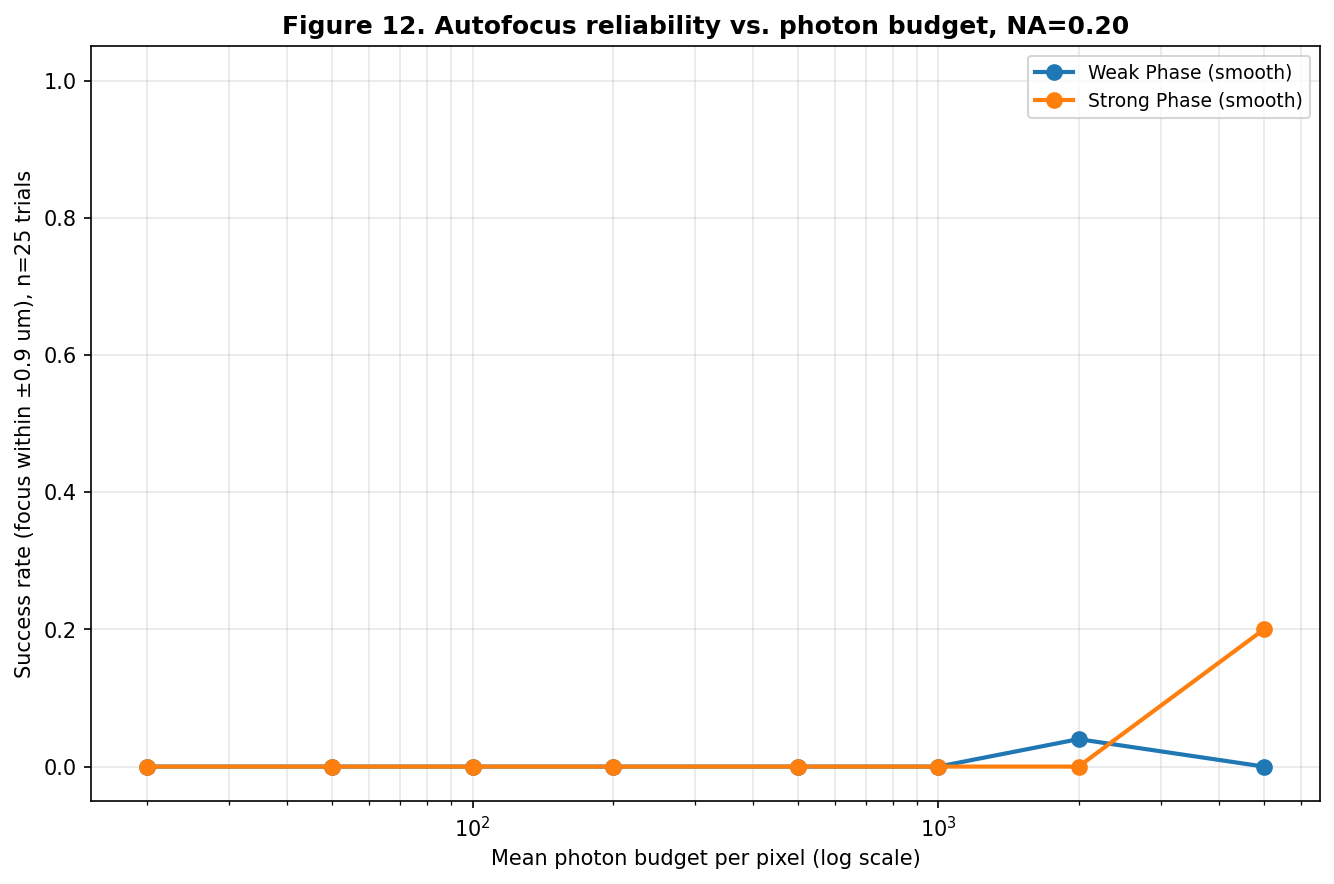 Figure 12. Autofocus reliability vs. photon budget, NA=0.20
Weak Phase (smooth)
Strong Phase (smooth)
Success rate (focus within ±0.9 um), n=25 trials
1.0
0.8
0.6
0.4
0.2
0.0
10²
10³
Mean photon budget per pixel (log scale)